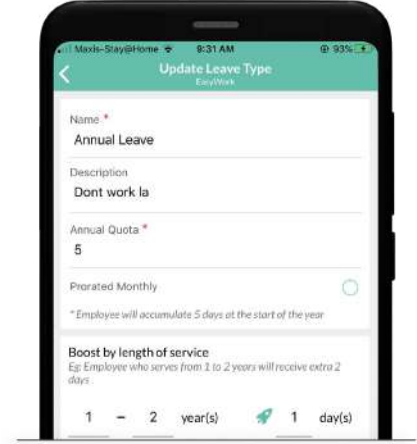 Maxis-Stay@Home 9:31 AM 93%
Update Leave Type
EasyWork
Name *
Annual Leave
Description
Dont work la
Annual Quota *
5
Prorated Monthly
* Employee will accumulate 5 days at the start of the year
Boost by length of service
Eg: Employee who serves from 1 to 2 years will receive extra 2
days
1 – 2 year(s) 1 day(s)